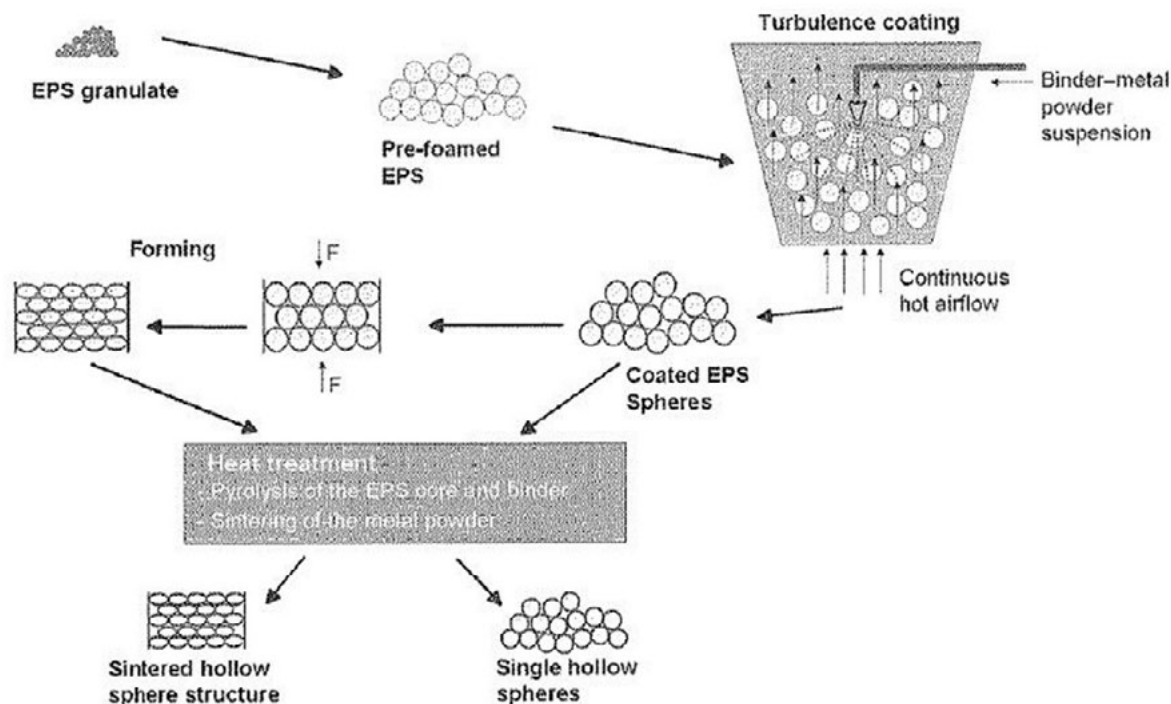 Turbulence coating
EPS granulate
Pre-foamed
EPS
Binder–metal
powder
suspension
Continuous
hot airflow
Forming
F
F
Coated EPS
Spheres
Heat treatment
- Pyrolysis of the EPS core and binder
- Sintering of the metal powder
Sintered hollow
sphere structure
Single hollow
spheres